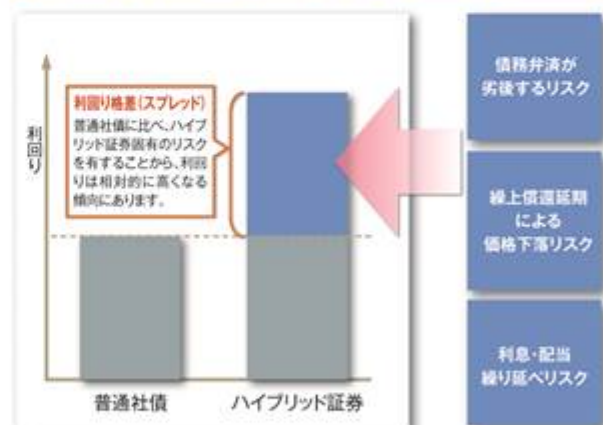 利回り
利回り格差(スプレッド)
普通社債に比べ、ハイブ
リッド証券固有のリスク
を有することから、利回
りは相対的に高くなる
傾向にあります。
普通社債
ハイブリッド証券
債務弁済が
劣後するリスク
繰上償還延期
による
価格下落リスク
利息・配当
繰り延べリスク